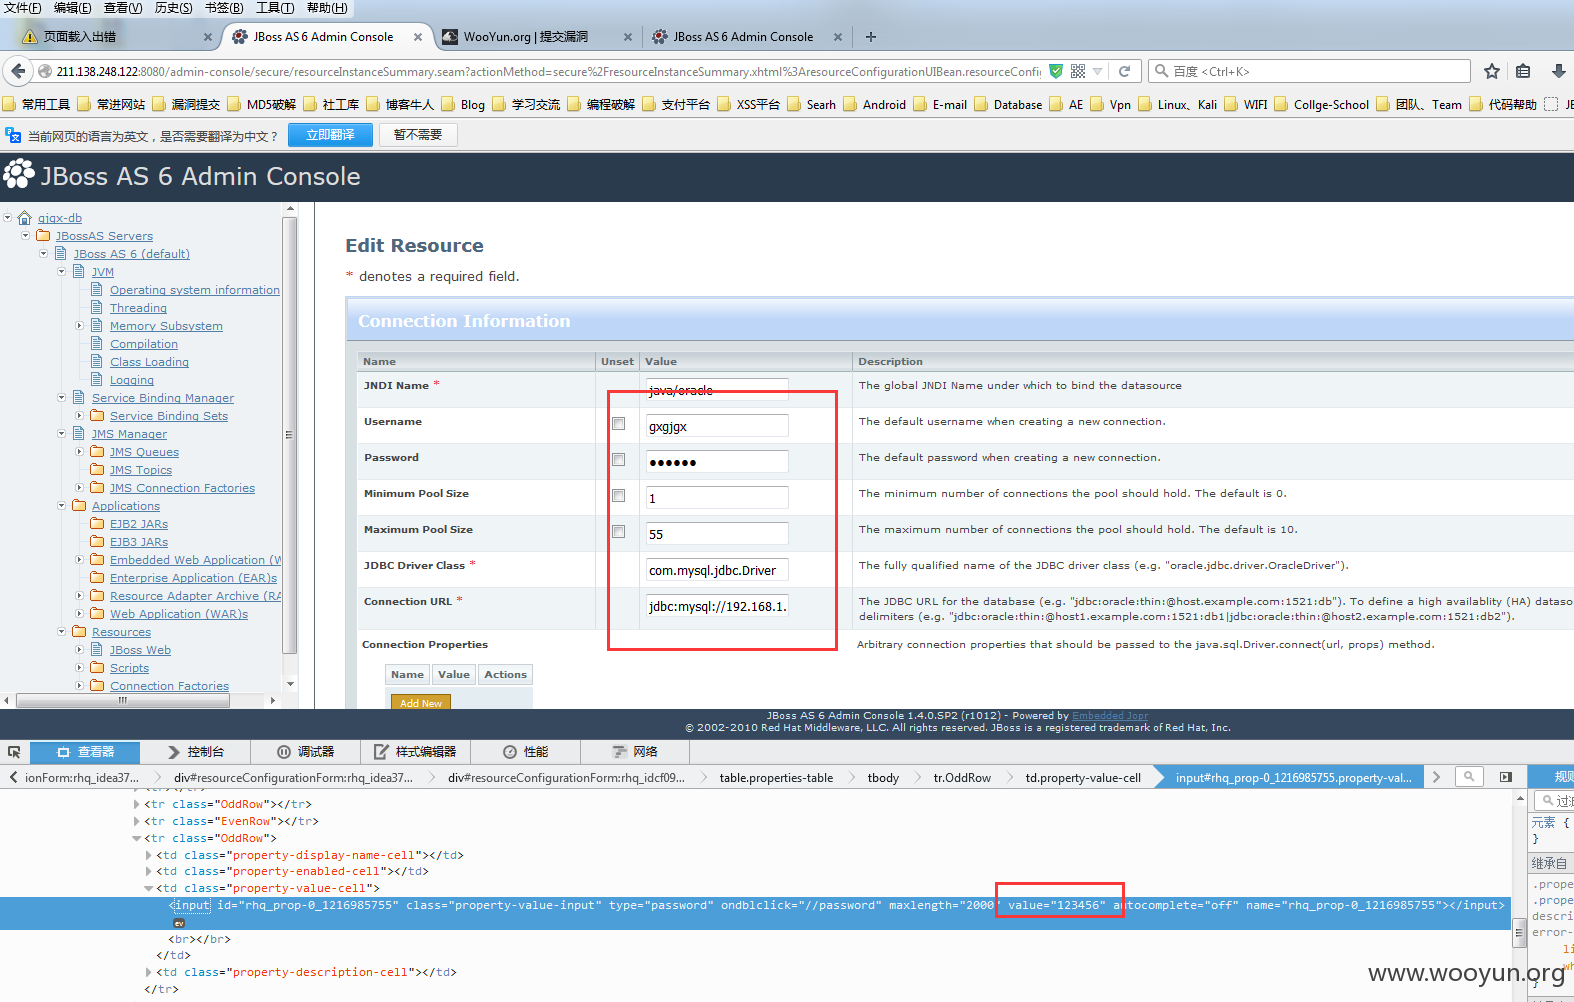 文件(F) 编辑(E) 查看(V) 历史(S) 书签(B) 工具(T) 帮助(H)
页面载入出错 × JBoss AS 6 Admin Console × WooYun.org | 提交漏洞 × JBoss AS 6 Admin Console × +
211.138.248.122:8080/admin-console/secure/resourceInstanceSummary.seam?actionMethod=secure%2FresourceInstanceSummary.xhtml%3AresourceConfigurationUIBean.resourceConfi 百度 <Ctrl+K>
常用工具 常进网站 漏洞提交 MD5破解 社工库 博客牛人 Blog 学习交流 编程破解 支付平台 XSS平台 Searh Android E-mail Database AE Vpn Linux、Kali WIFI Collge-School 团队、Team 代码帮助
当前网页的语言为英文，是否需要翻译为中文？ 立即翻译 暂不需要
JBoss AS 6 Admin Console
gjgx-db
JBossAS Servers
JBoss AS 6 (default)
JVM
Operating system information
Threading
Memory Subsystem
Compilation
Class Loading
Logging
Service Binding Manager
Service Binding Sets
JMS Manager
JMS Queues
JMS Topics
JMS Connection Factories
Applications
EJB2 JARs
EJB3 JARs
Embedded Web Application (W
Enterprise Application (EAR)s
Resource Adapter Archive (RA
Web Application (WAR)s
Resources
JBoss Web
Scripts
Connection Factories
Edit Resource
* denotes a required field.
Connection Information
Name Unset Value Description
JNDI Name * java/oracle The global JNDI Name under which to bind the datasource
Username gxgjgx The default username when creating a new connection.
Password ●●●●●● The default password when creating a new connection.
Minimum Pool Size 1 The minimum number of connections the pool should hold. The default is 0.
Maximum Pool Size 55 The maximum number of connections the pool should hold. The default is 10.
JDBC Driver Class * com.mysql.jdbc.Driver The fully qualified name of the JDBC driver class (e.g. "oracle.jdbc.driver.OracleDriver").
Connection URL * jdbc:mysql://192.168.1. The JDBC URL for the database (e.g. "jdbc:oracle:thin:@host.example.com:1521:db"). To define a high availablity (HA) dataso
delimiters (e.g. "jdbc:oracle:thin:@host1.example.com:1521:db1|jdbc:oracle:thin:@host2.example.com:1521:db2").
Connection Properties Arbitrary connection properties that should be passed to the java.sql.Driver.connect(url, props) method.
Name Value Actions
Add New
JBoss AS 6 Admin Console 1.4.0.SP2 (r1012) - Powered by Embedded Jopr
© 2002-2010 Red Hat Middleware, LLC. All rights reserved. JBoss is a registered trademark of Red Hat, Inc.
查看器 控制台 调试器 样式编辑器 性能 网络
ionForm:rhq_idea37... div#resourceConfigurationForm:rhq_idea37... div#resourceConfigurationForm:rhq_idcf09... table.properties-table tbody tr.OddRow td.property-value-cell input#rhq_prop-0_1216985755.property-val... 规则
<tr class="OddRow"></tr>
<tr class="EvenRow"></tr>
<tr class="OddRow">
<td class="property-display-name-cell"></td>
<td class="property-enabled-cell"></td>
<td class="property-value-cell">
<input id="rhq_prop-0_1216985755" class="property-value-input" type="password" ondblclick="//password" maxlength="2000" value="123456" autocomplete="off" name="rhq_prop-0_1216985755"></input>
ev
<br></br>
</td>
<td class="property-description-cell"></td>
</tr>
元素 {
}
继承自
.prope
.prope
descri
error-
li
www.wooyun.org